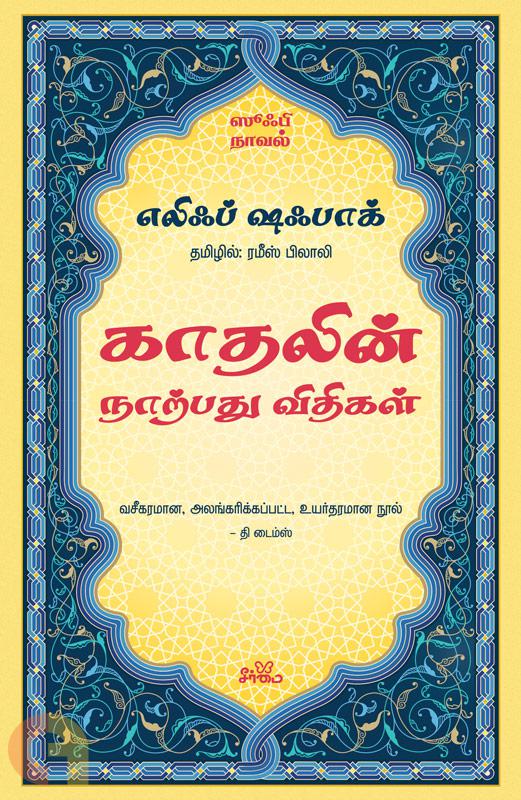 ஸூஃபி
நாவல்
எலிஃப் ஷஃபாக்
தமிழில்: ரமீஸ் பிலாலி
காதலின்
நாற்பது விதிகள்
வசீகரமான, அலங்கரிக்கப்பட்ட, உயர்தரமான நூல்
– தி டைம்ஸ்
சீர்மை